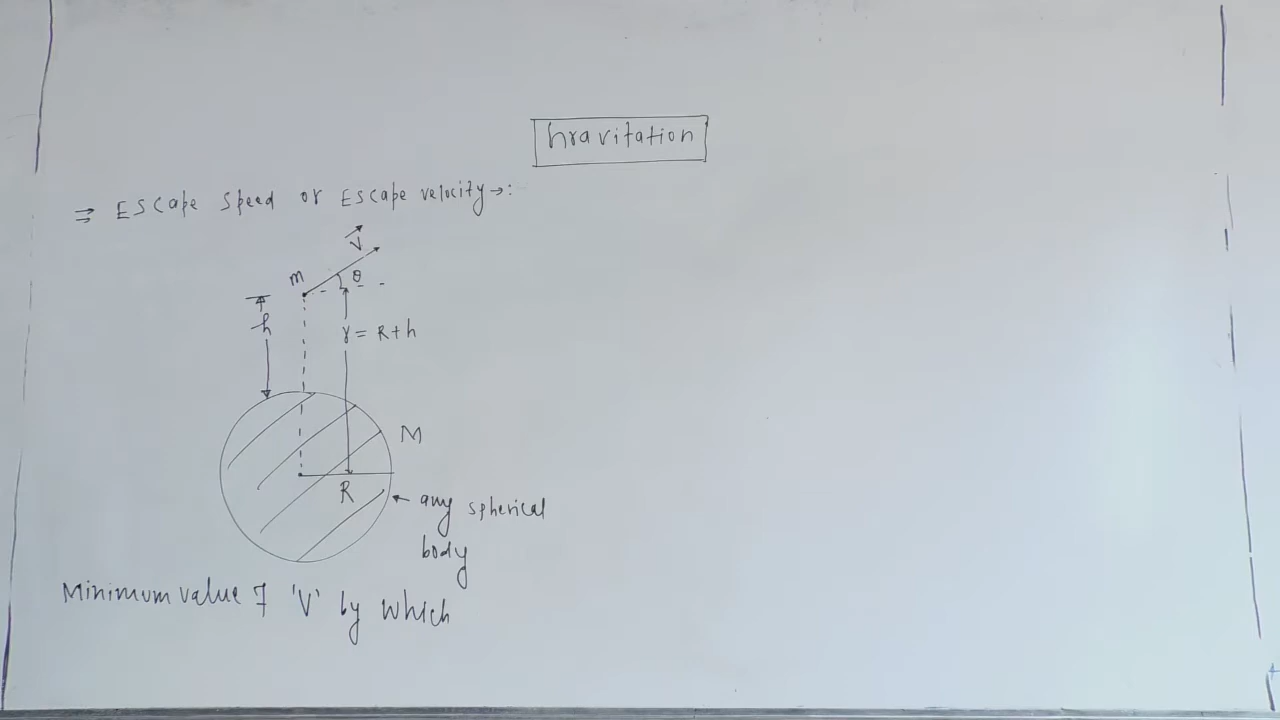 Gravitation
⇒ Escape speed or Escape velocity →:
V
m θ
h
r = R+h
M
R
any spherical
body
Minimum value of 'V' by which